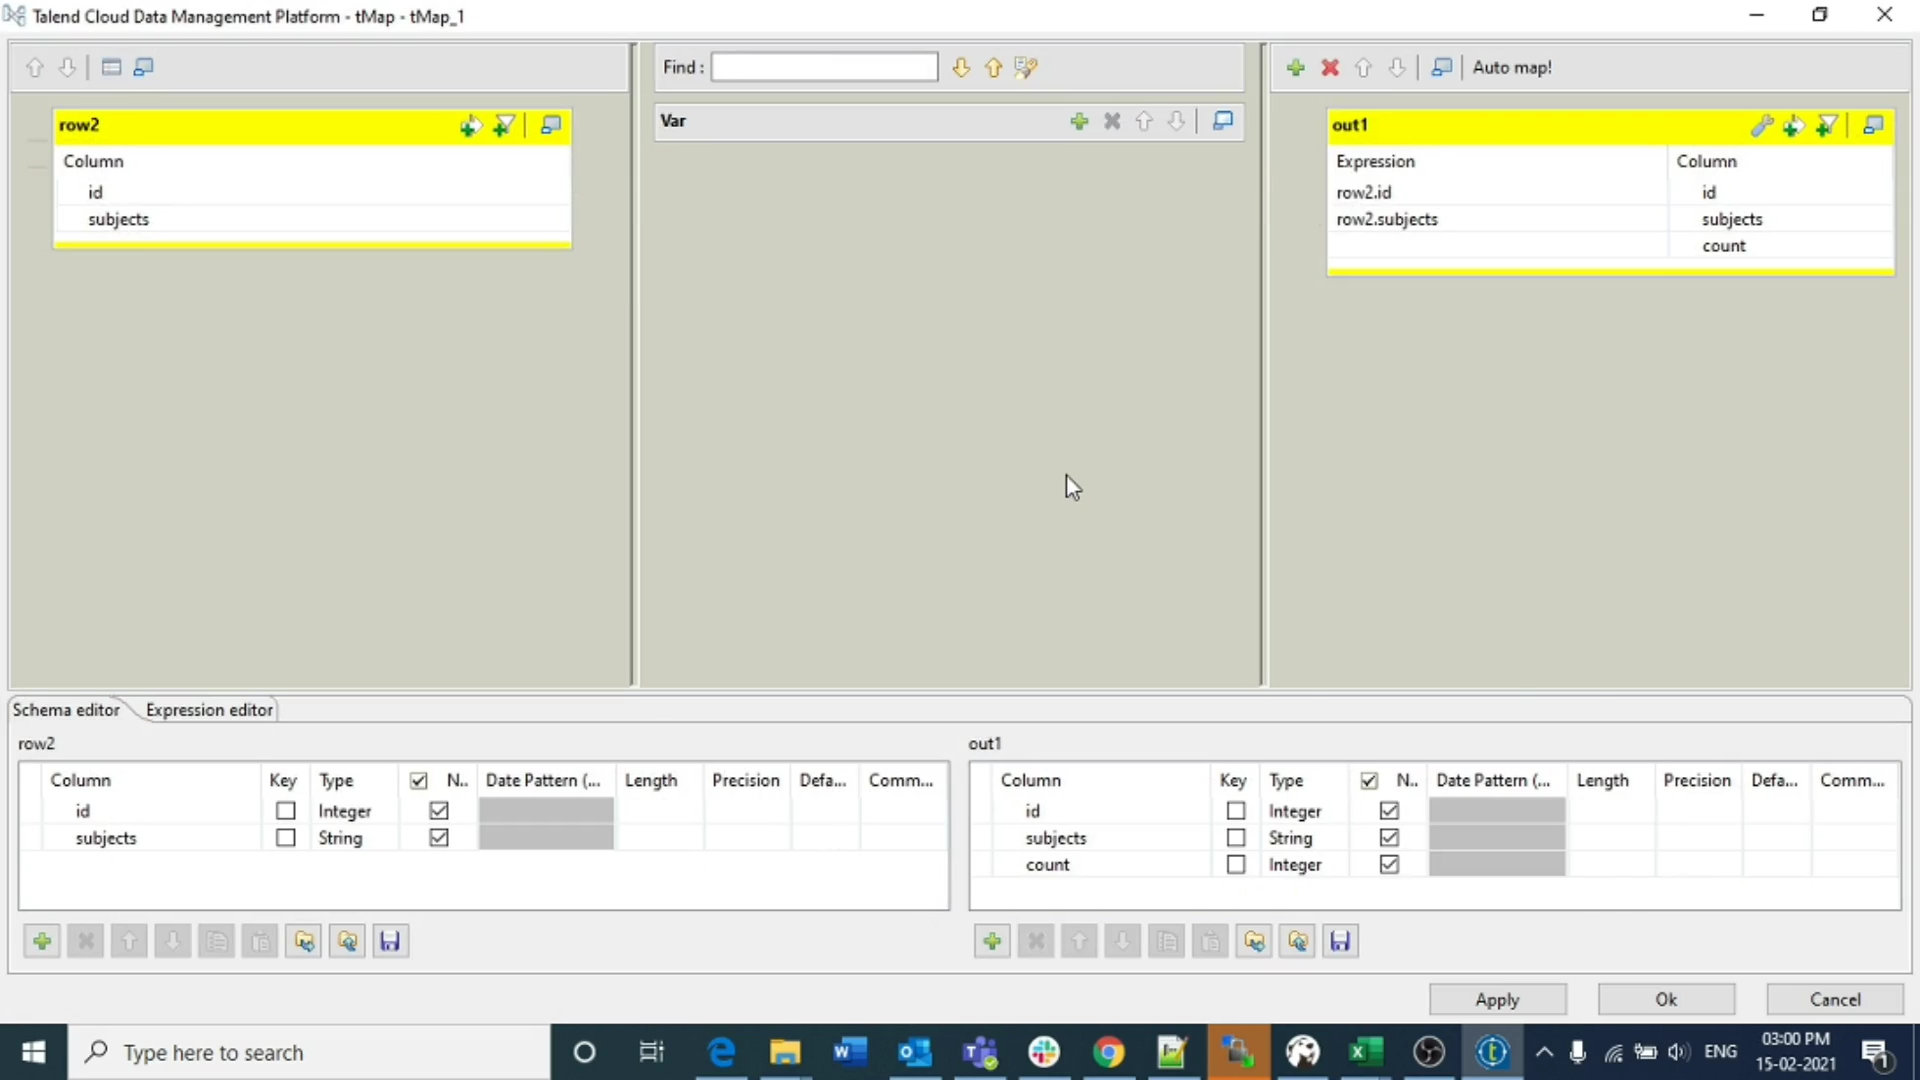 Talend Cloud Data Management Platform - tMap - tMap_1
Find :
Auto map!
row2
Column
id
subjects
Var
out1
Expression Column
row2.id id
row2.subjects subjects
count
Schema editor Expression editor
row2
Column Key Type N.. Date Pattern (... Length Precision Defa... Comm...
id Integer
subjects String
out1
Column Key Type N.. Date Pattern (... Length Precision Defa... Comm...
id Integer
subjects String
count Integer
Apply Ok Cancel
Type here to search
ENG
03:00 PM
15-02-2021
1